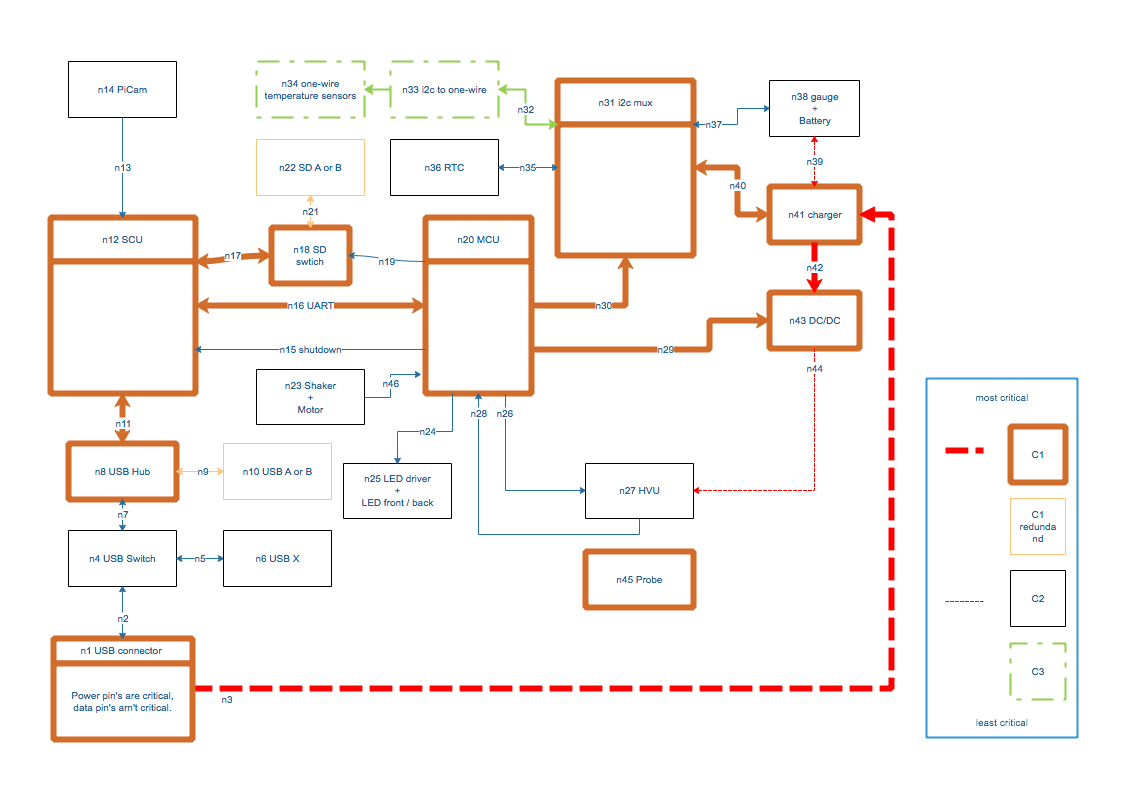 n14 PiCam
n34 one-wire
temperature sensors
n33 i2c to one-wire
n32
n31 i2c mux
n38 gauge
+
Battery
n37
n13
n22 SD A or B
n36 RTC
n35
n39
n40
n21
n41 charger
n12 SCU
n18 SD
swtich
n17
n19
n20 MCU
n42
n16 UART
n30
n43 DC/DC
n15 shutdown
n29
n44
n23 Shaker
+
Motor
n46
n11
n24
n28
n26
n8 USB Hub
n9
n10 USB A or B
n25 LED driver
+
LED front / back
n27 HVU
n7
n4 USB Switch
n5
n6 USB X
n45 Probe
n2
n1 USB connector
Power pin's are critical,
data pin's arn't critical.
n3
most critical
C1
C1
redunda
nd
C2
C3
least critical